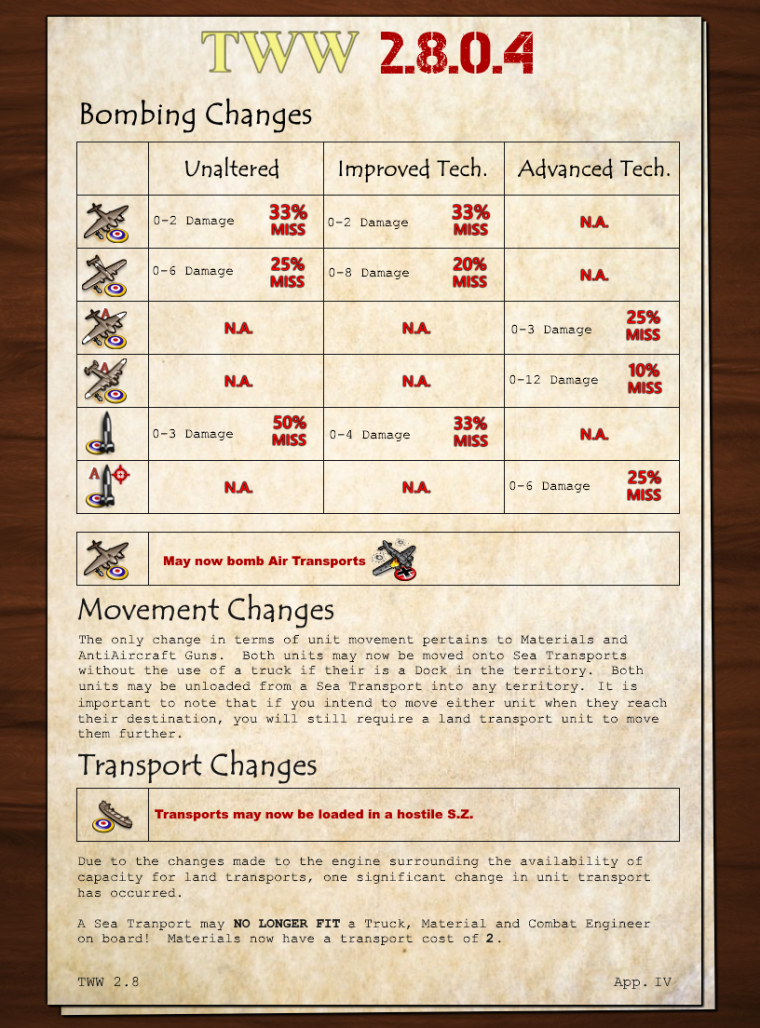 TWW 2.8.0.4
Bombing Changes
Unaltered Improved Tech. Advanced Tech.
0-2 Damage 33% MISS 0-2 Damage 33% MISS N.A.
0-6 Damage 25% MISS 0-8 Damage 20% MISS N.A.
A N.A. N.A. 0-3 Damage 25% MISS
A N.A. N.A. 0-12 Damage 10% MISS
0-3 Damage 50% MISS 0-4 Damage 33% MISS N.A.
A N.A. N.A. 0-6 Damage 25% MISS
May now bomb Air Transports
Movement Changes
The only change in terms of unit movement pertains to Materials and
AntiAircraft Guns. Both units may now be moved onto Sea Transports
without the use of a truck if their is a Dock in the territory. Both
units may be unloaded from a Sea Transport into any territory. It is
important to note that if you intend to move either unit when they reach
their destination, you will still require a land transport unit to move
them further.
Transport Changes
Transports may now be loaded in a hostile S.Z.
Due to the changes made to the engine surrounding the availability of
capacity for land transports, one significant change in unit transport
has occurred.
A Sea Tranport may NO LONGER FIT a Truck, Material and Combat Engineer
on board! Materials now have a transport cost of 2.
TWW 2.8 App. IV